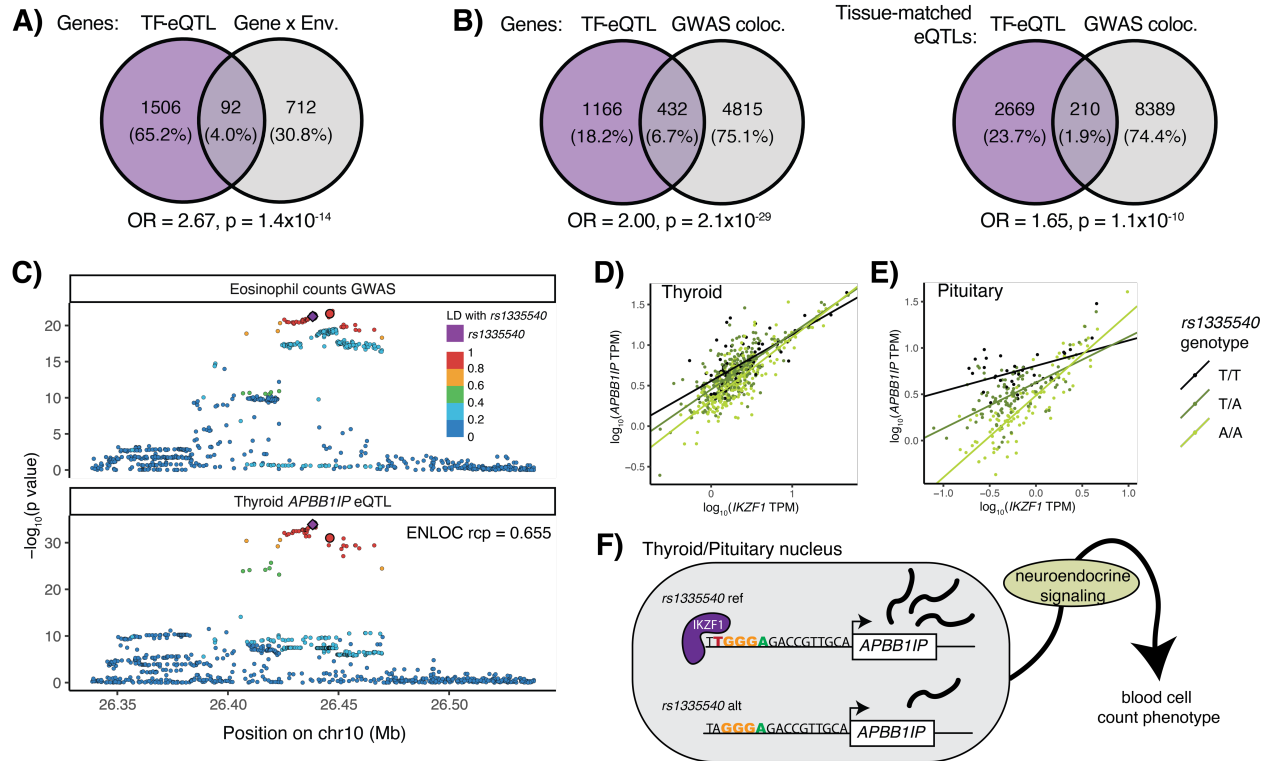 A) Genes: TF-eQTL Gene x Env.
1506 92 712
(65.2%) (4.0%) (30.8%)
OR = 2.67, p = 1.4x10-14
B) Genes: TF-eQTL GWAS coloc.
1166 432 4815
(18.2%) (6.7%) (75.1%)
OR = 2.00, p = 2.1x10-29
Tissue-matched
eQTLs: TF-eQTL GWAS coloc.
2669 210 8389
(23.7%) (1.9%) (74.4%)
OR = 1.65, p = 1.1x10-10
C)
Eosinophil counts GWAS
LD with rs1335540
rs1335540
1
0.8
0.6
0.4
0.2
0
20
15
10
5
0
Thyroid APBB1IP eQTL
ENLOC rcp = 0.655
30
20
10
0
−log10(p value)
26.35 26.40 26.45 26.50
Position on chr10 (Mb)
D)
Thyroid
1.5
1.0
0.5
0.0
−0.5
log10(APBB1IP TPM)
0 1
log10(IKZF1 TPM)
E)
Pituitary
1.5
1.0
0.5
0.0
log10(APBB1IP TPM)
−1.0 −0.5 0.0 0.5 1.0
log10(IKZF1 TPM)
rs1335540
genotype
T/T
T/A
A/A
F)
Thyroid/Pituitary nucleus
rs1335540 ref
IKZF1
TTGGGAGACCGTTGCA
APBB1IP
rs1335540 alt
TAGGGAGACCGTTGCA
APBB1IP
neuroendocrine
signaling
blood cell
count phenotype